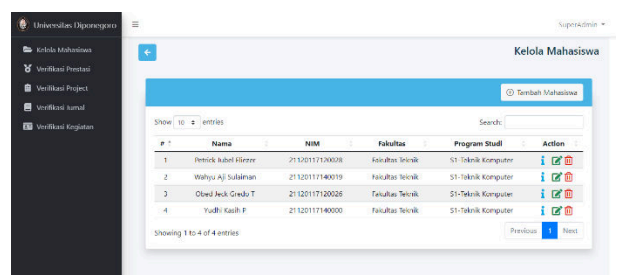 Universitas Diponegoro
SuperAdmin
Kelola Mahasiswa
Verifikasi Prestasi
Verifikasi Project
Verifikasi Jurnal
Verifikasi Kegiatan
Kelola Mahasiswa
Tambah Mahasiswa
Show 10 entries
Search:
# Nama NIM Fakultas Program Studi Action
1 Petrick Jubel Eliezer 21120117120028 Fakultas Teknik S1-Teknik Komputer
2 Wahyu Aji Sulaiman 21120117140019 Fakultas Teknik S1-Teknik Komputer
3 Obed Jeck Gredo T 21120117120026 Fakultas Teknik S1-Teknik Komputer
4 Yudhi Kasih P 21120117140000 Fakultas Teknik S1-Teknik Komputer
Showing 1 to 4 of 4 entries
Previous 1 Next